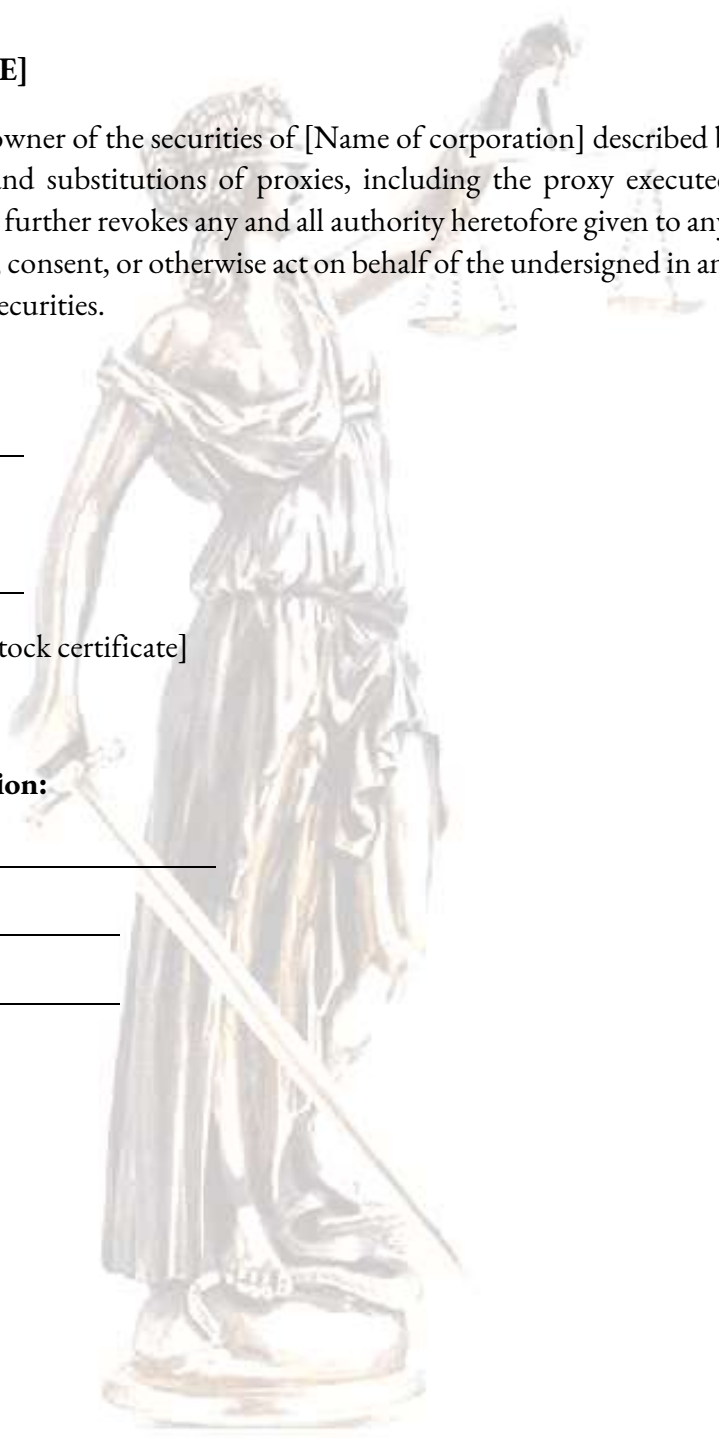 E]
owner of the securities of [Name of corporation] described b
and substitutions of proxies, including the proxy executed
further revokes any and all authority heretofore given to any
, consent, or otherwise act on behalf of the undersigned in an
ecurities.
tock certificate]
ion: